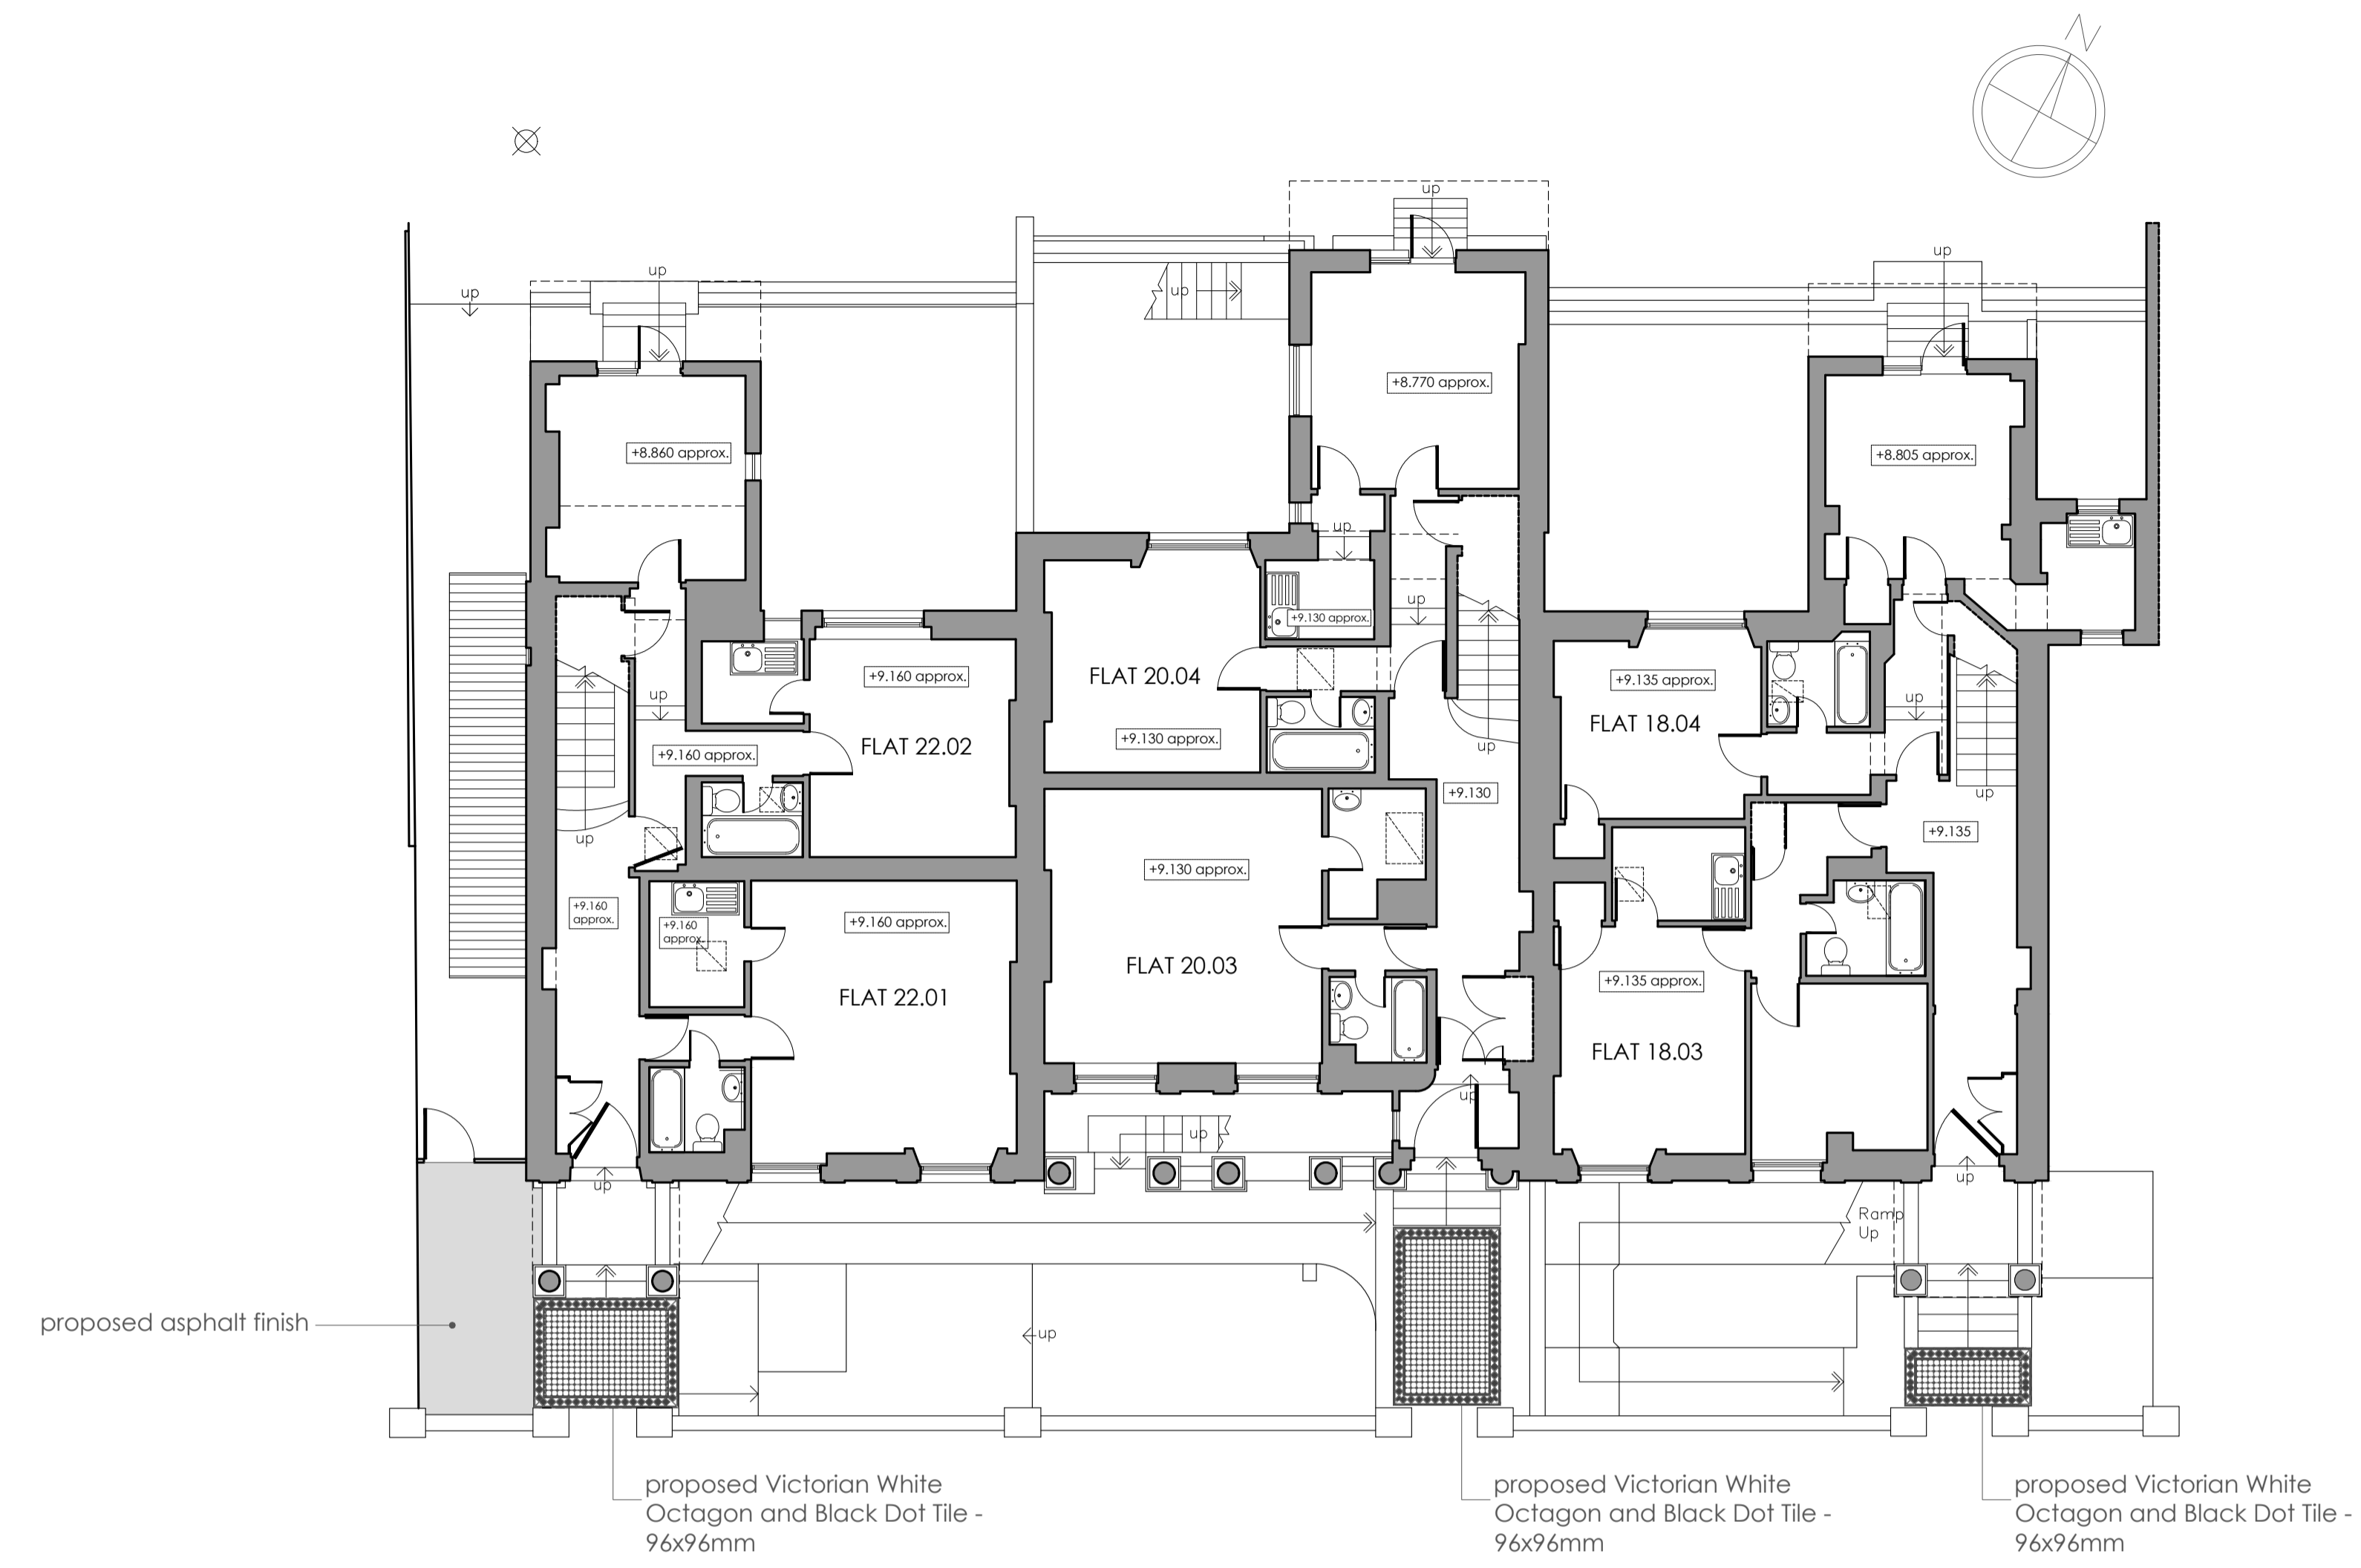 N
up
up
up
up
up
+8.770 approx.
+8.860 approx.
+8.805 approx.
up
up
+9.130 approx.
FLAT 20.04
+9.160 approx.
+9.135 approx.
up
up
FLAT 18.04
+9.130 approx.
FLAT 22.02
up
+9.160 approx.
+9.130
up
up
+9.135
+9.130 approx.
+9.160
approx.
+9.160
approx.
+9.160 approx.
FLAT 20.03
+9.135 approx.
FLAT 22.01
FLAT 18.03
up
up
up
up
Ramp
Up
proposed asphalt finish
up
proposed Victorian White
Octagon and Black Dot Tile -
96x96mm
proposed Victorian White
Octagon and Black Dot Tile -
96x96mm
proposed Victorian White
Octagon and Black Dot Tile -
96x96mm